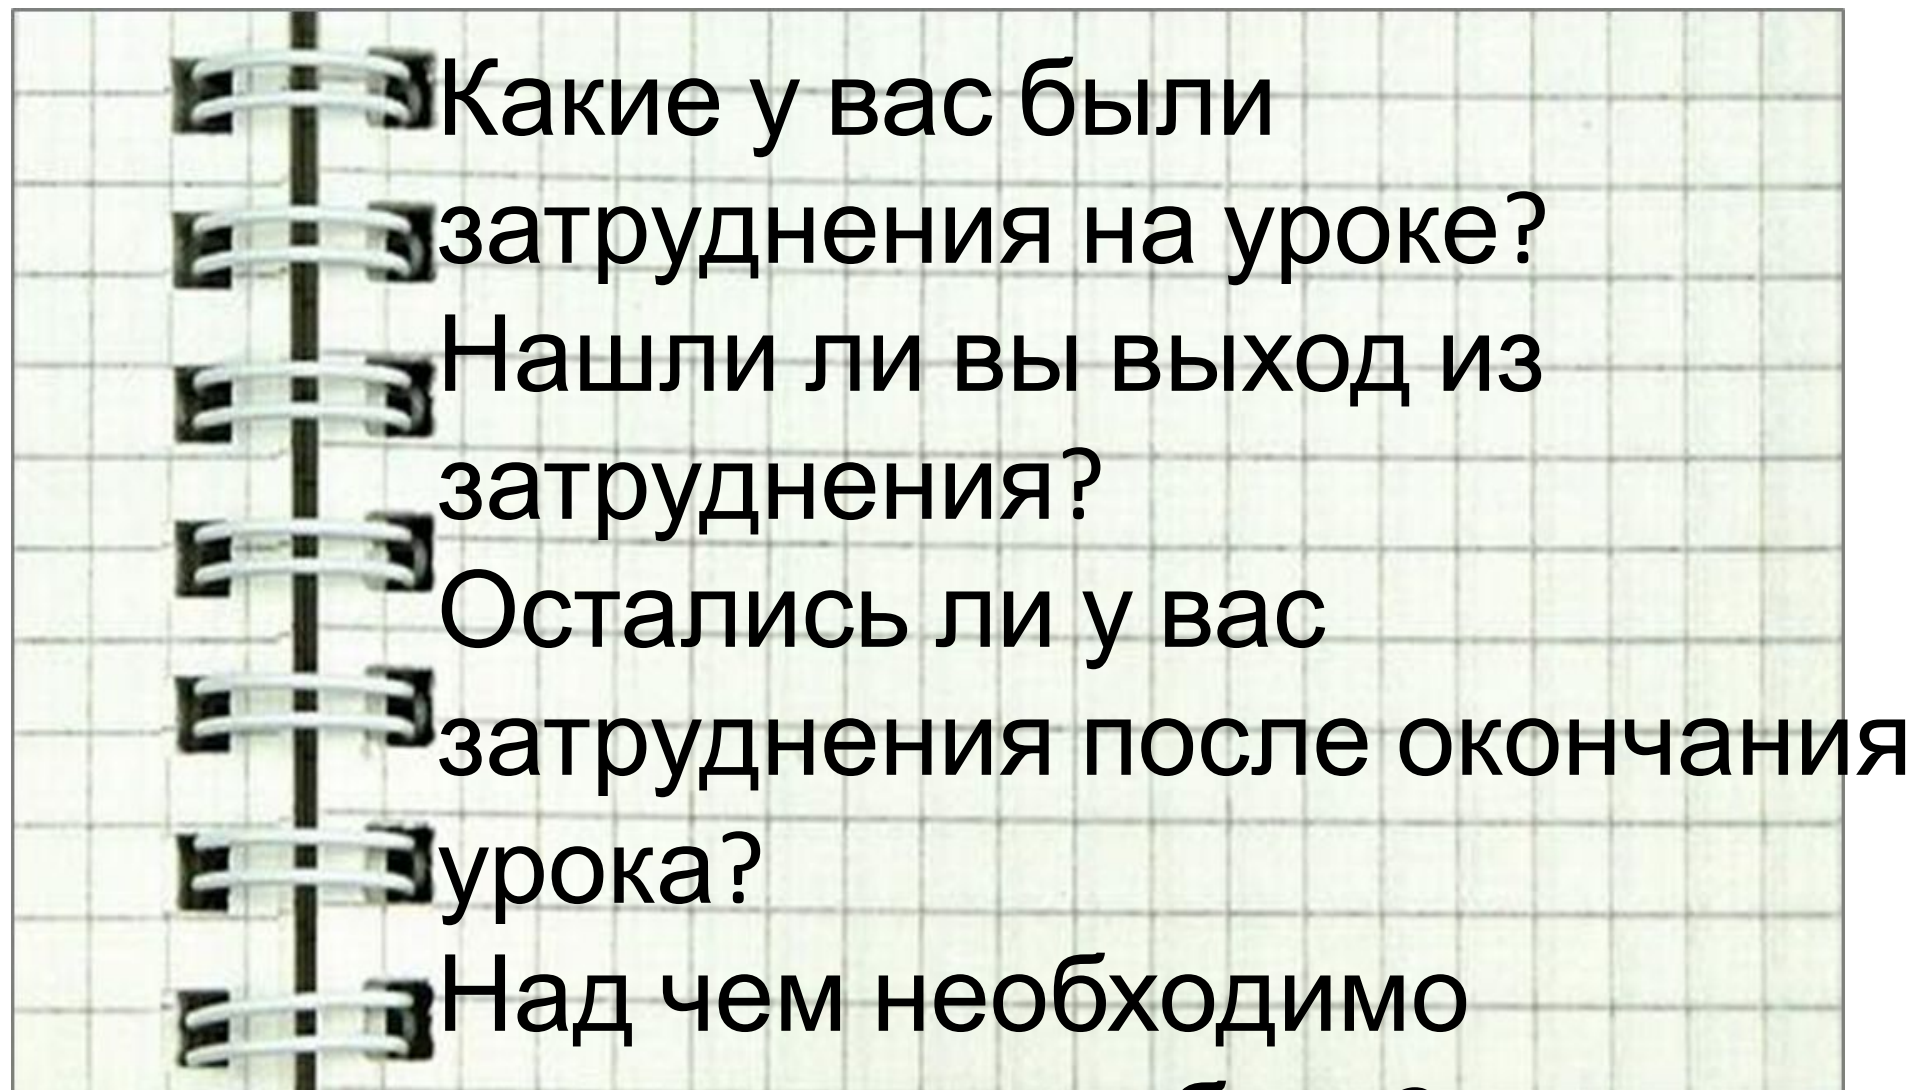 Какие у вас были
затруднения на уроке?
Нашли ли вы выход из
затруднения?
Остались ли у вас
затруднения после окончания
урока?
Над чем необходимо